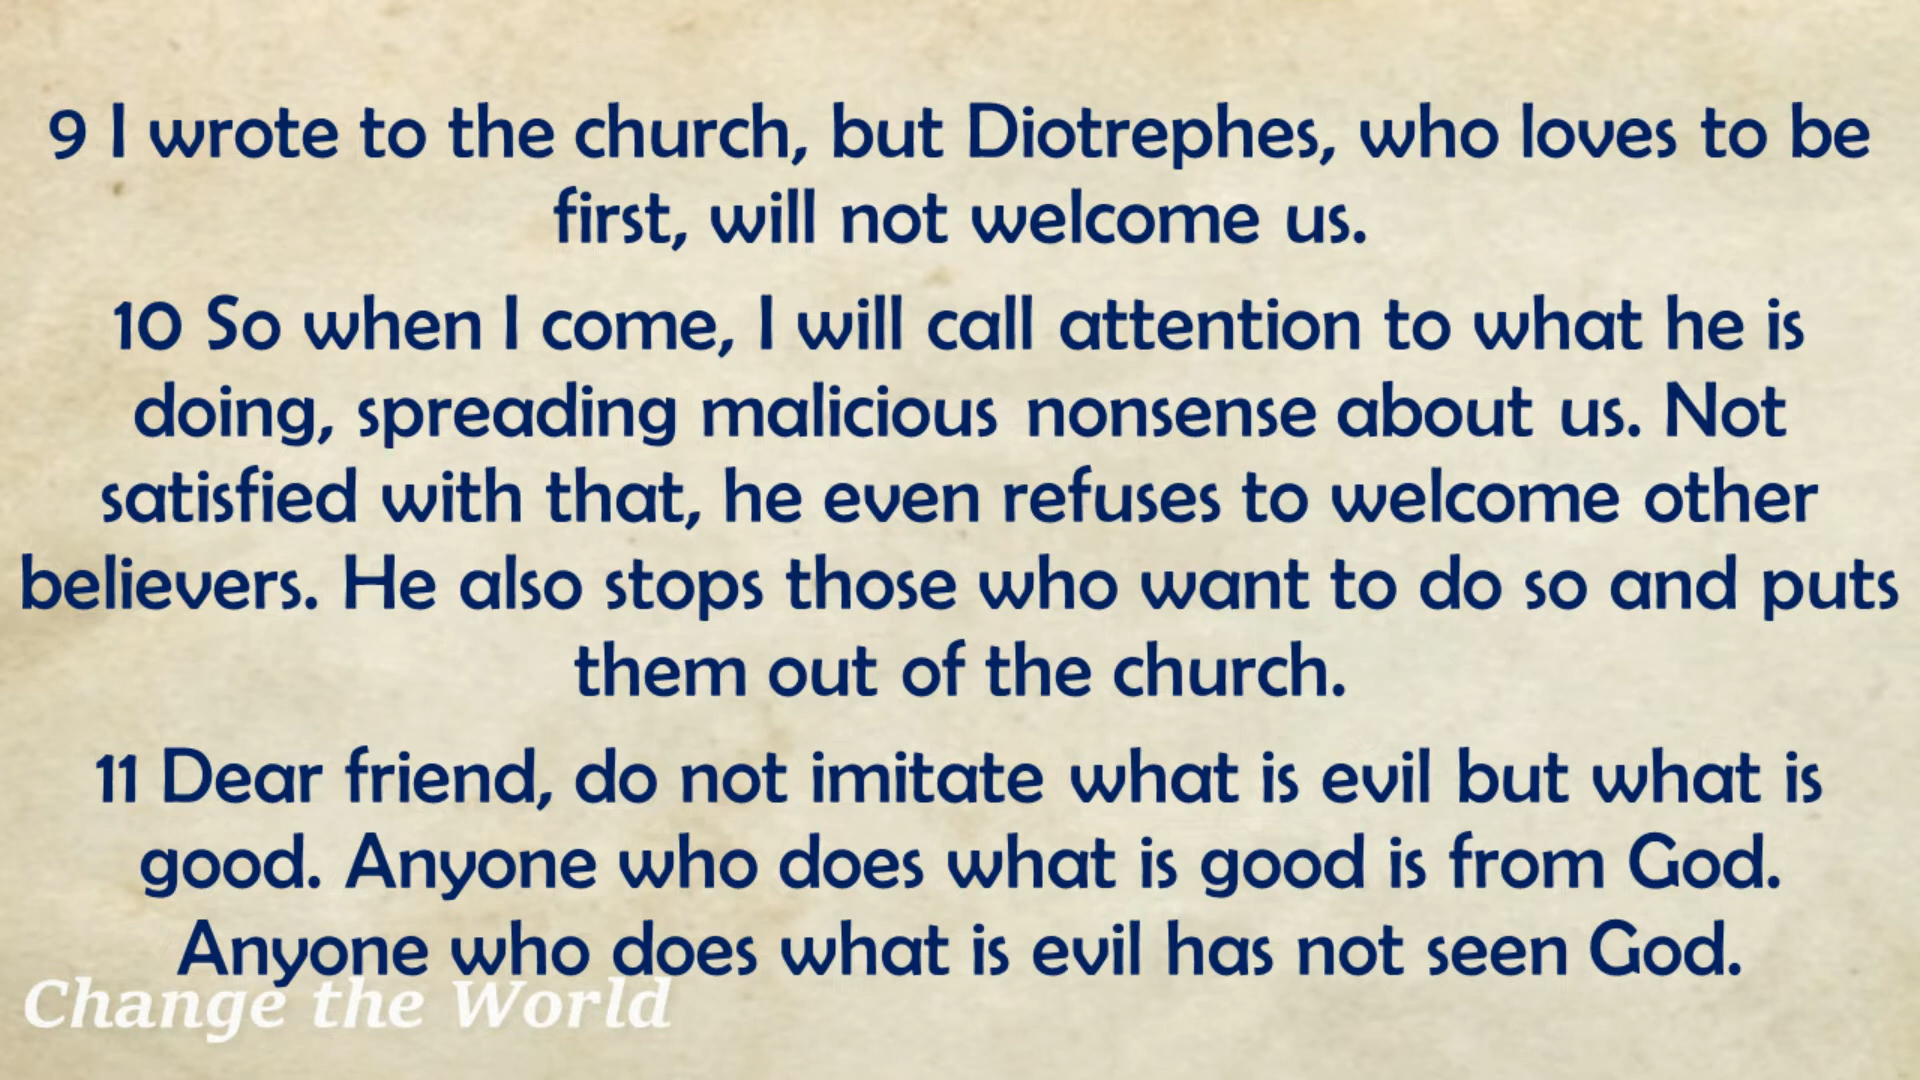 9 I wrote to the church, but Diotrephes, who loves to be
first, will not welcome us.
10 So when I come, I will call attention to what he is
doing, spreading malicious nonsense about us. Not
satisfied with that, he even refuses to welcome other
believers. He also stops those who want to do so and puts
them out of the church.
11 Dear friend, do not imitate what is evil but what is
good. Anyone who does what is good is from God.
Anyone who does what is evil has not seen God.
Change the World